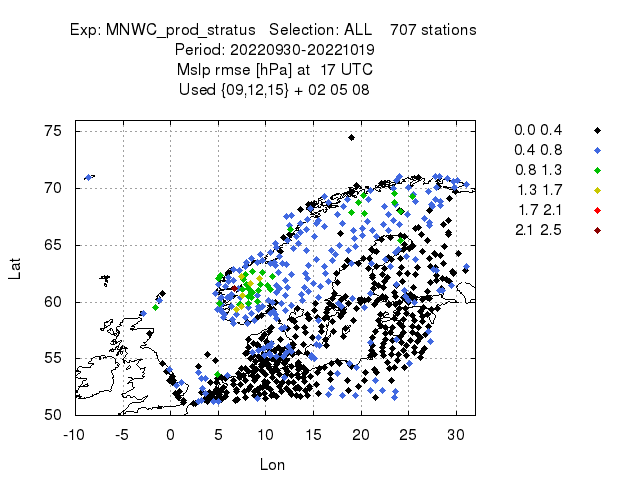 Exp: MNWC_prod_stratus Selection: ALL 707 stations
Period: 20220930-20221019
Mslp rmse [hPa] at 17 UTC
Used {09,12,15} + 02 05 08
0.0 0.4
0.4 0.8
0.8 1.3
1.3 1.7
1.7 2.1
2.1 2.5
75
70
65
60
55
50
Lat
-10 -5 0 5 10 15 20 25 30
Lon